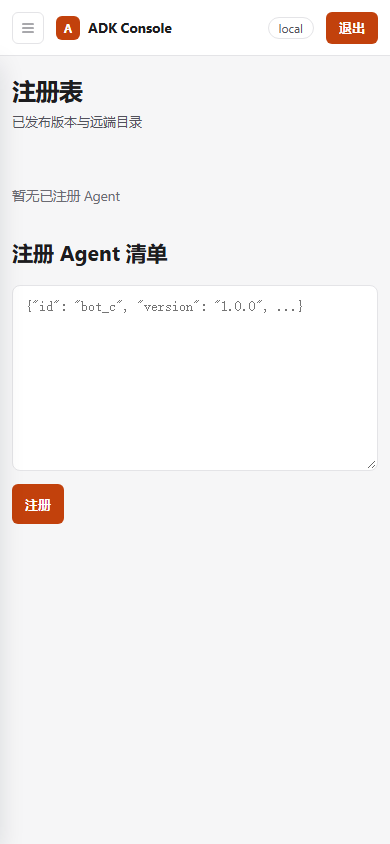 A ADK Console local 退出
注册表
已发布版本与远端目录
暂无已注册 Agent
注册 Agent 清单
{"id": "bot_c", "version": "1.0.0", ...}
注册